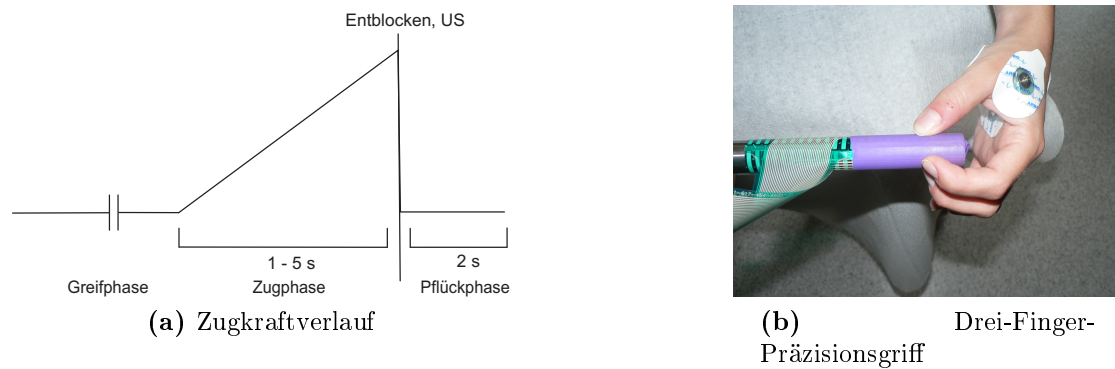 Entblocken, US
1 - 5 s
2 s
Greifphase
Zugphase
Pflückphase
(a) Zugkraftverlauf
(b) Drei-Finger-
Präzisionsgriff